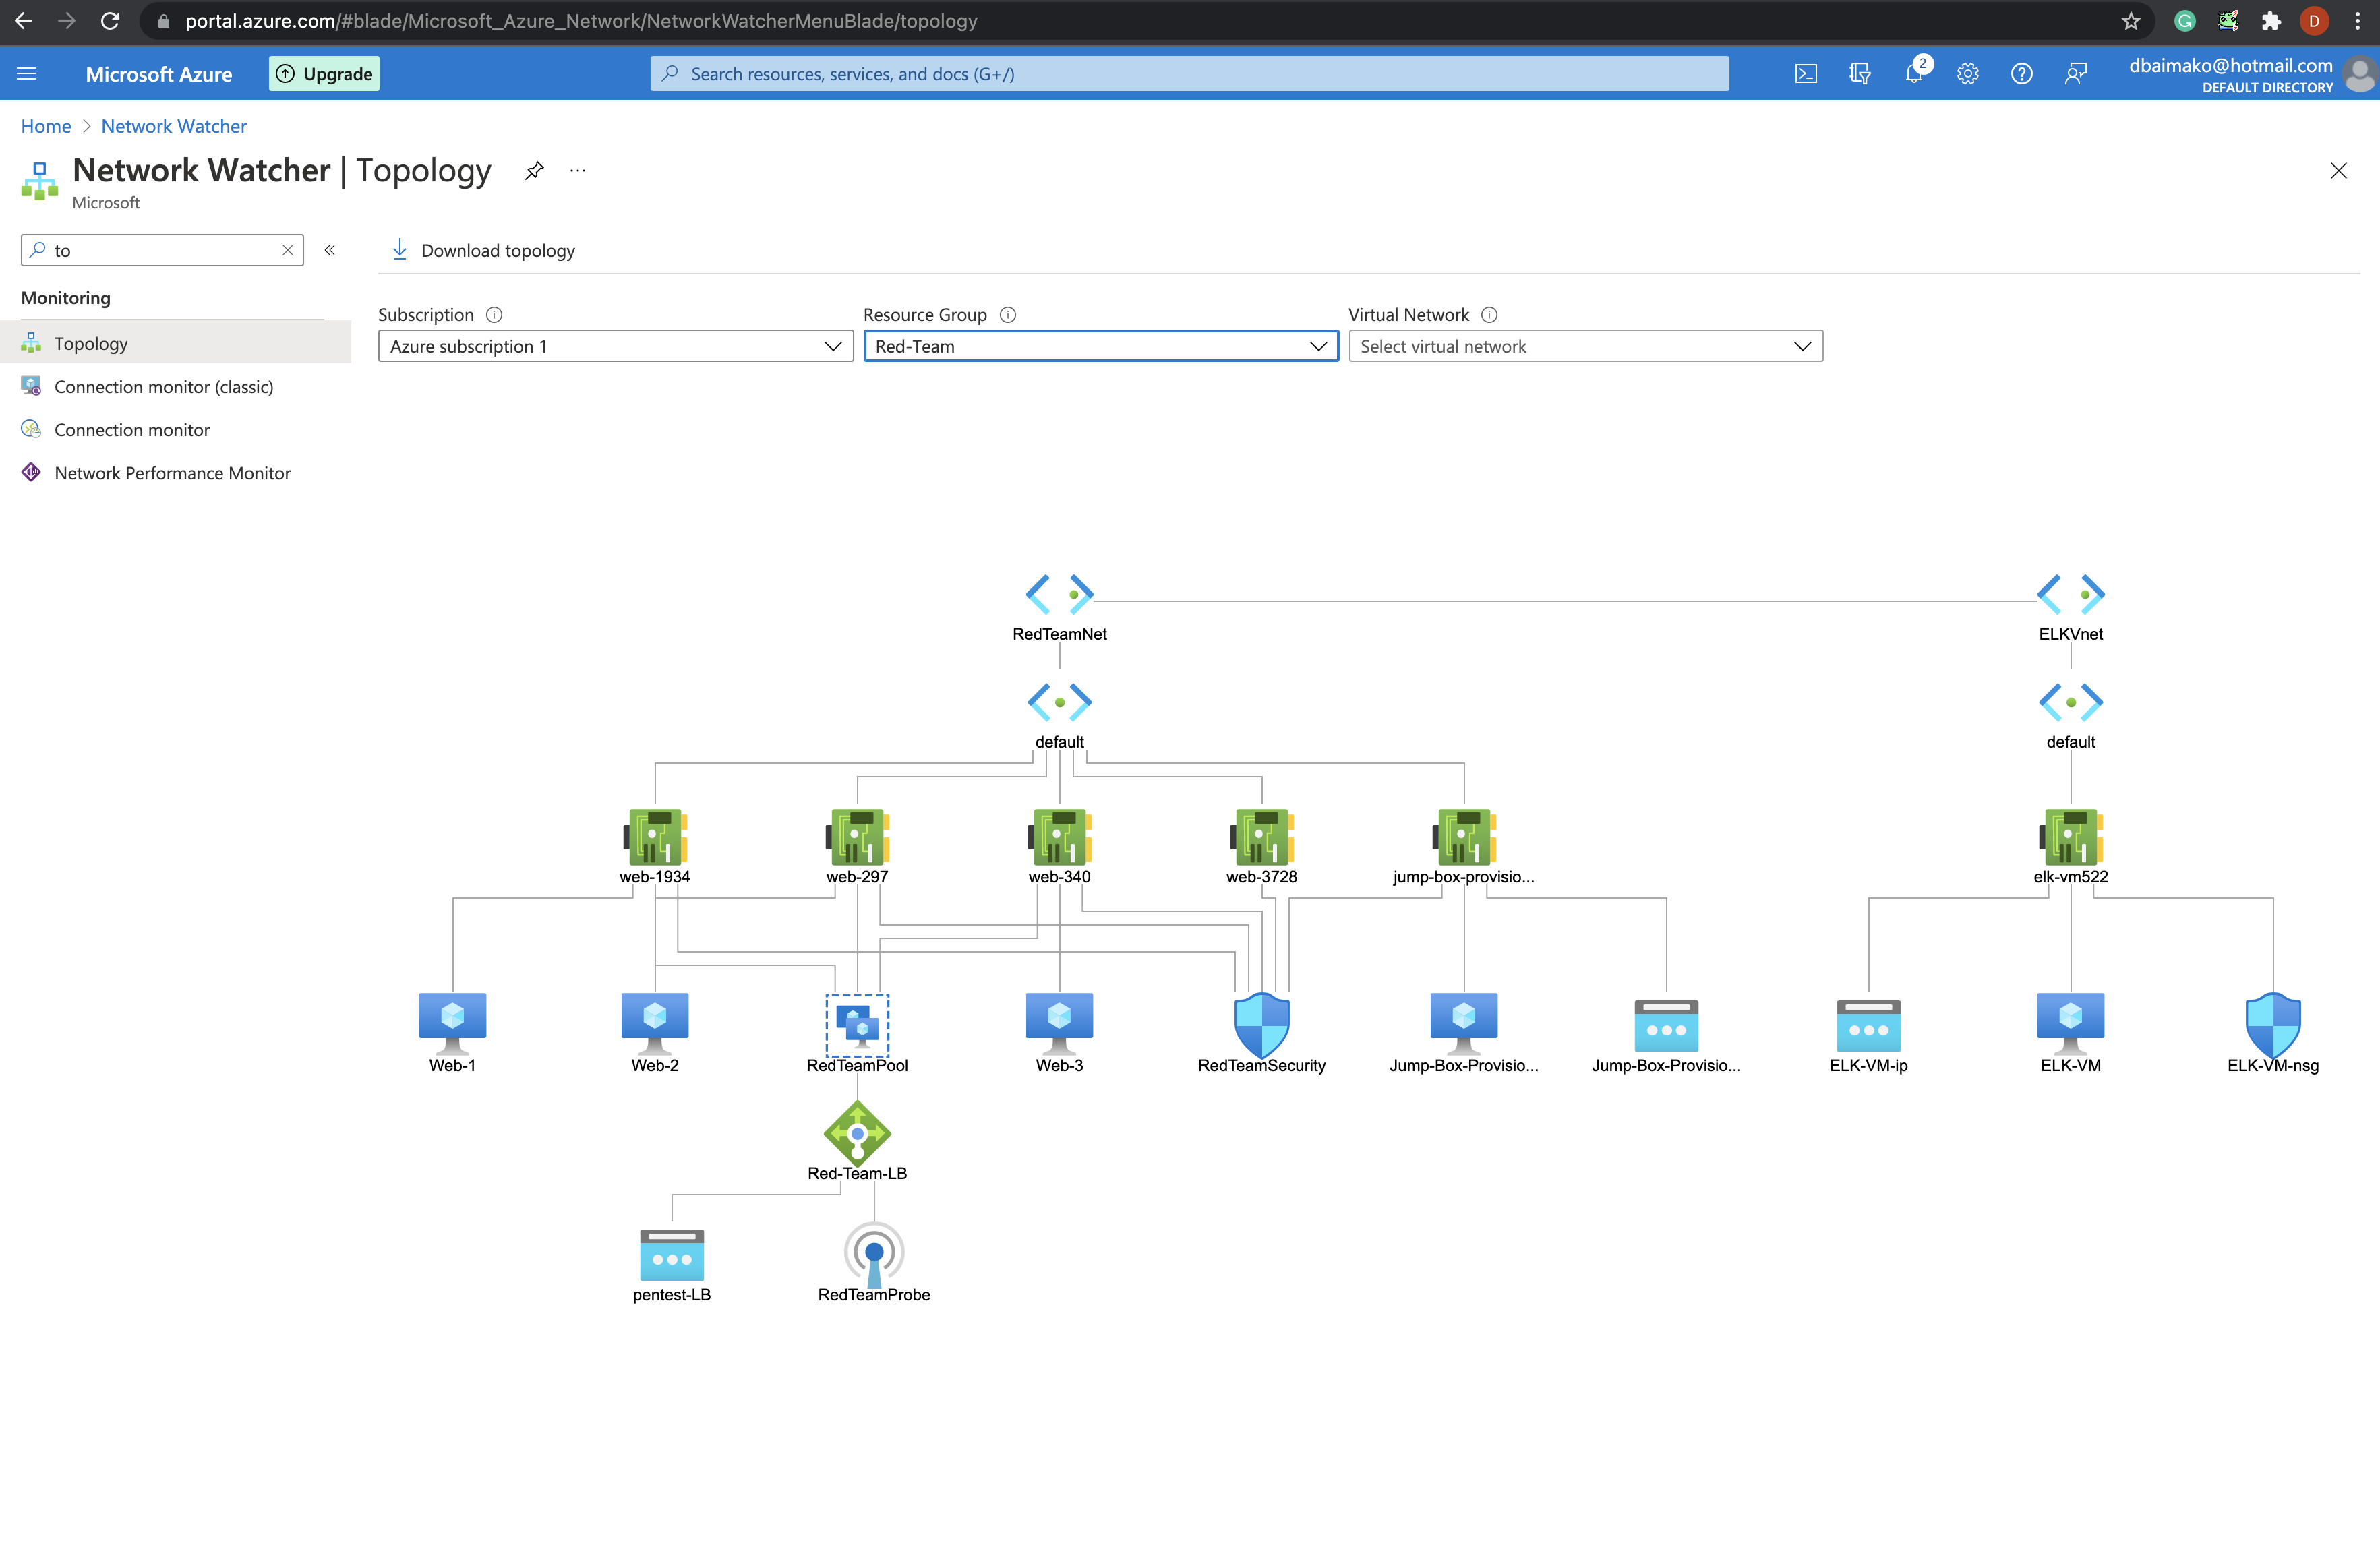 portal.azure.com/#blade/Microsoft_Azure_Network/NetworkWatcherMenuBlade/topology
G
D
Microsoft Azure
Upgrade
Search resources, services, and docs (G+/)
2
dbaimako@hotmail.com
DEFAULT DIRECTORY
Home > Network Watcher
Network Watcher | Topology
...
Microsoft
to
«
Download topology
Monitoring
Topology
Connection monitor (classic)
Connection monitor
Network Performance Monitor
Subscription
Resource Group
Virtual Network
Azure subscription 1
Red-Team
Select virtual network
RedTeamNet
ELKVnet
default
default
web-1934
web-297
web-340
web-3728
jump-box-provisio...
elk-vm522
Web-1
Web-2
RedTeamPool
Web-3
RedTeamSecurity
Jump-Box-Provisio...
Jump-Box-Provisio...
ELK-VM-ip
ELK-VM
ELK-VM-nsg
Red-Team-LB
pentest-LB
RedTeamProbe